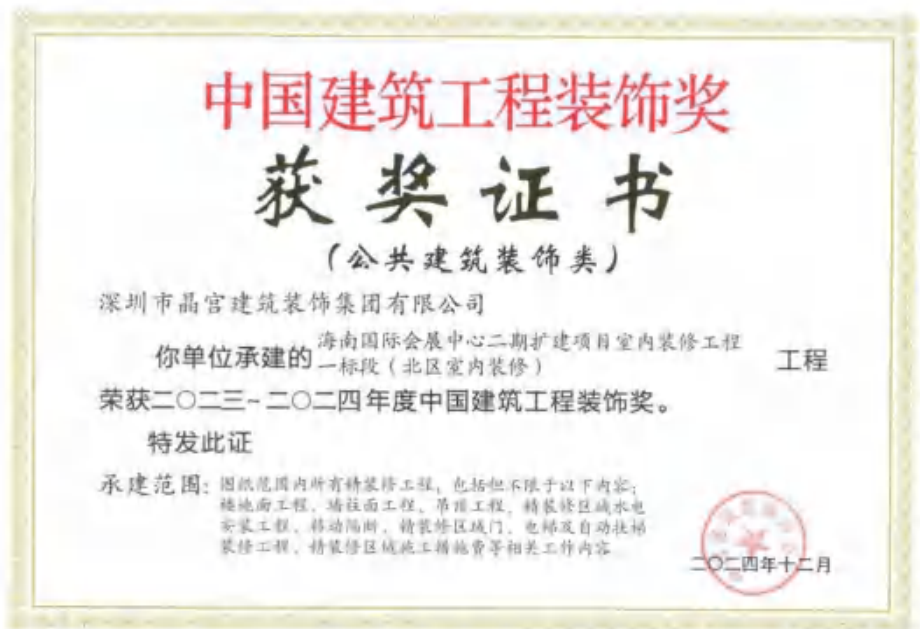 中国建筑工程装饰奖
获奖证书
(公共建筑装饰类)
深圳市晶宫建筑装饰集团有限公司
你单位承建的 海南国际会展中心二期扩建项目室内装修工程
一标段(北区室内装修) 工程
荣获二〇二三~二〇二四年度中国建筑工程装饰奖。
特发此证
承建范围:图纸范围内所有精装修工程,包括但不限于以下内容:
楼地面工程、墙柱面工程、吊顶工程、精装修区域水电
安装工程、移动隔断、精装修区域门、电梯及自动扶梯
装修工程、精装修区域施工措施费等相关工作内容
二〇二四年十二月